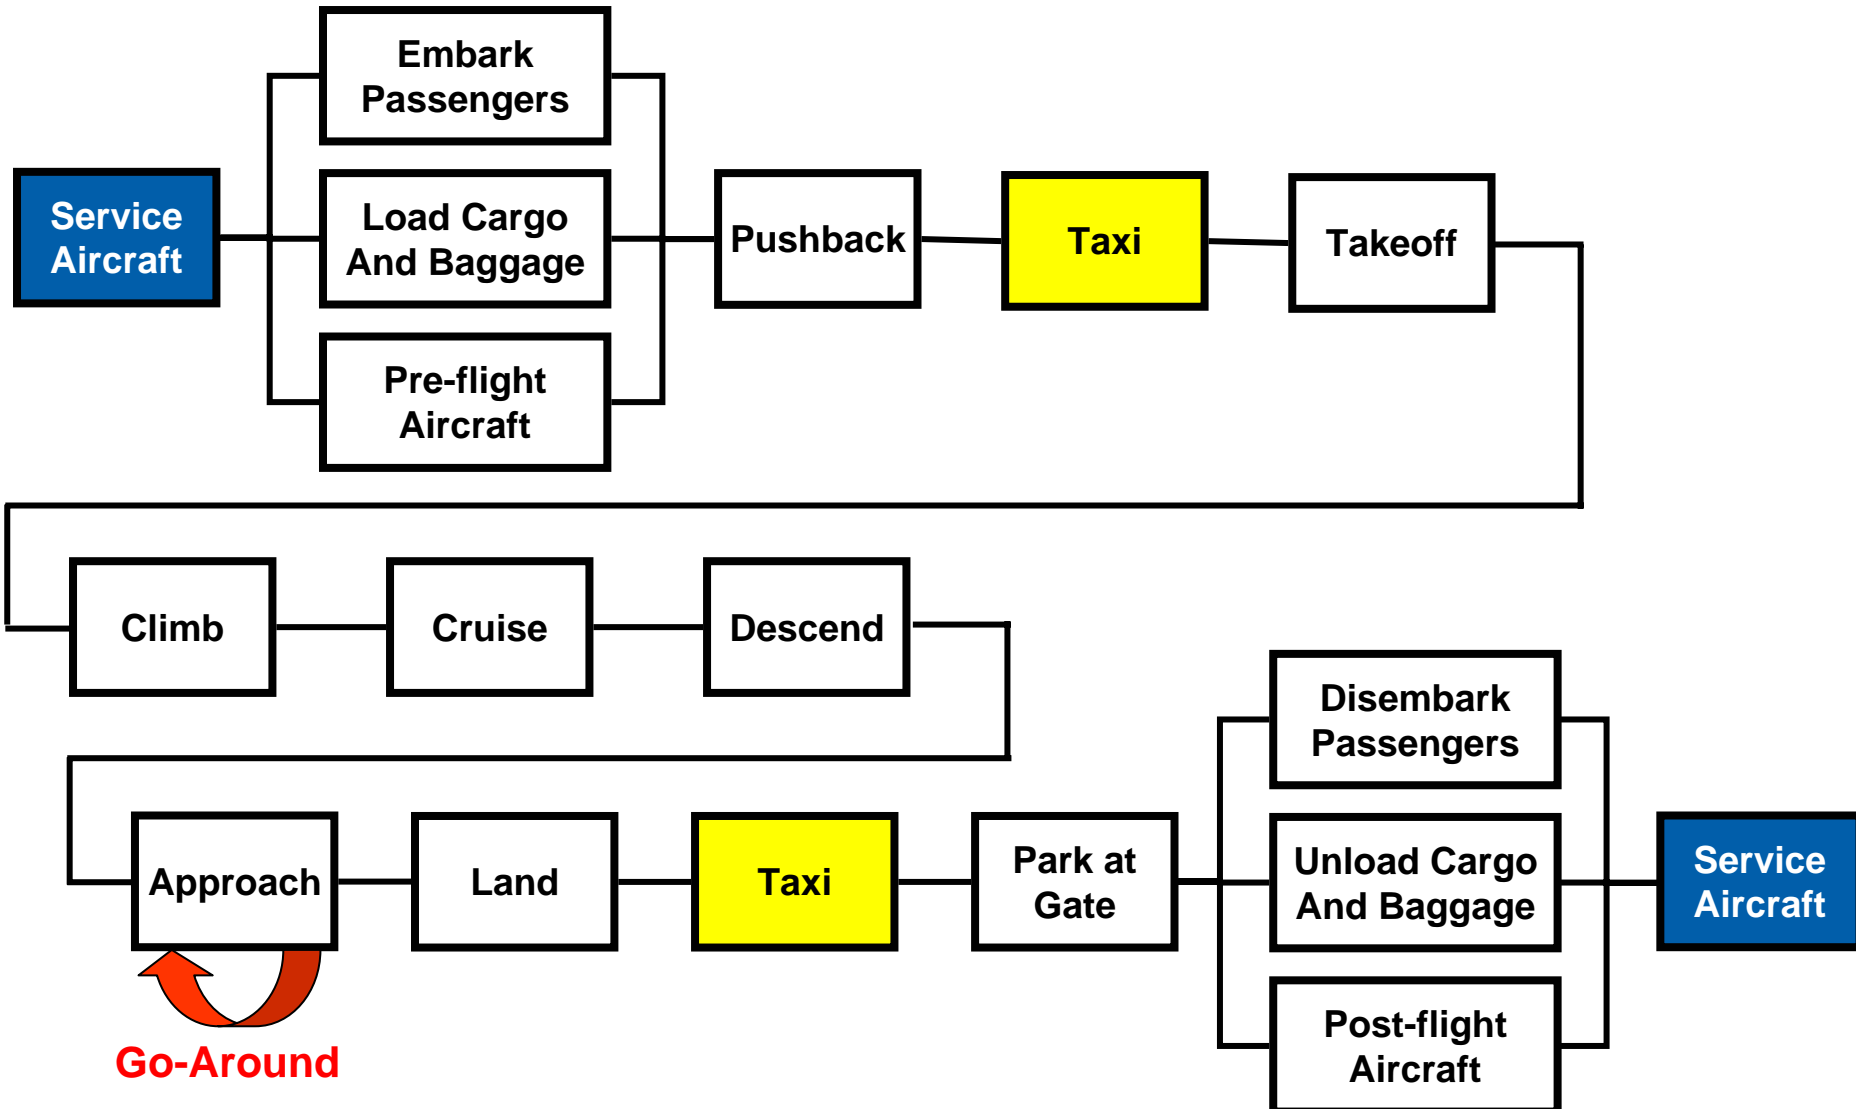 Embark
Passengers
Service
Aircraft
Load Cargo
And Baggage
Pushback
Taxi
Takeoff
Pre-flight
Aircraft
Climb
Cruise
Descend
Disembark
Passengers
Approach
Land
Taxi
Park at
Gate
Unload Cargo
And Baggage
Service
Aircraft
Post-flight
Aircraft
Go-Around